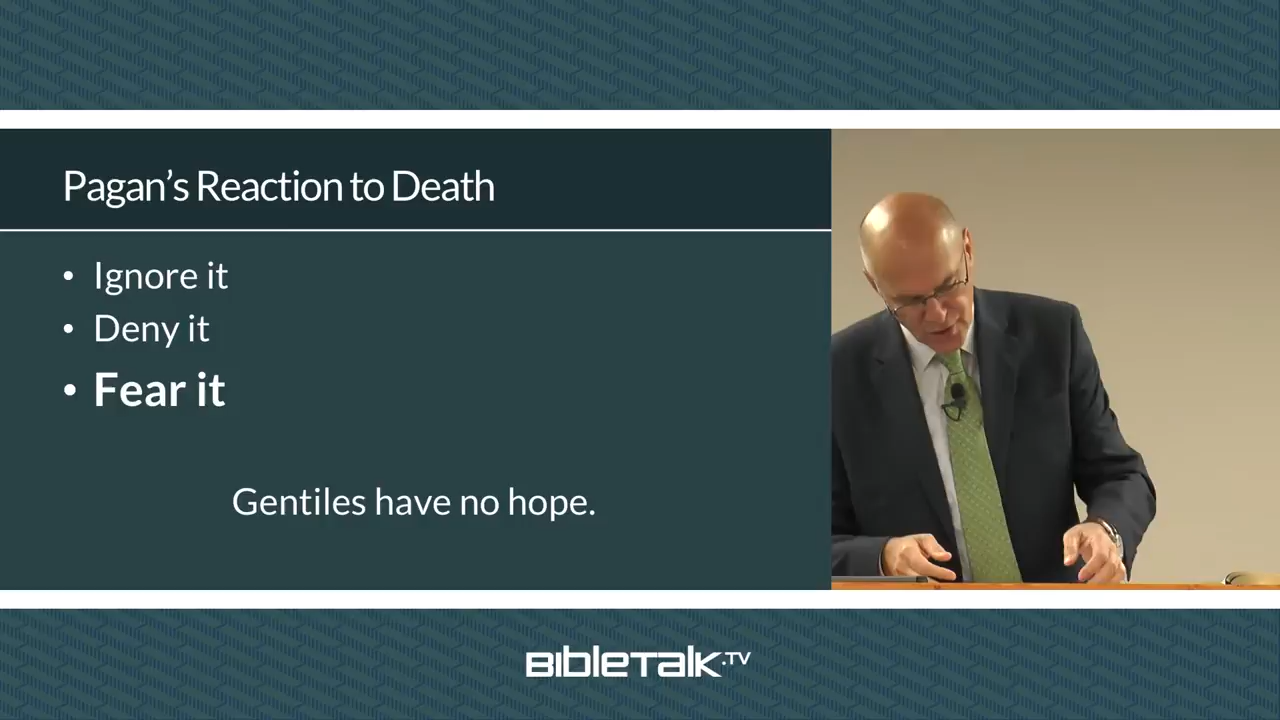 Pagan's Reaction to Death
• Ignore it
• Deny it
• Fear it
Gentiles have no hope.
BIBLETALK.TV